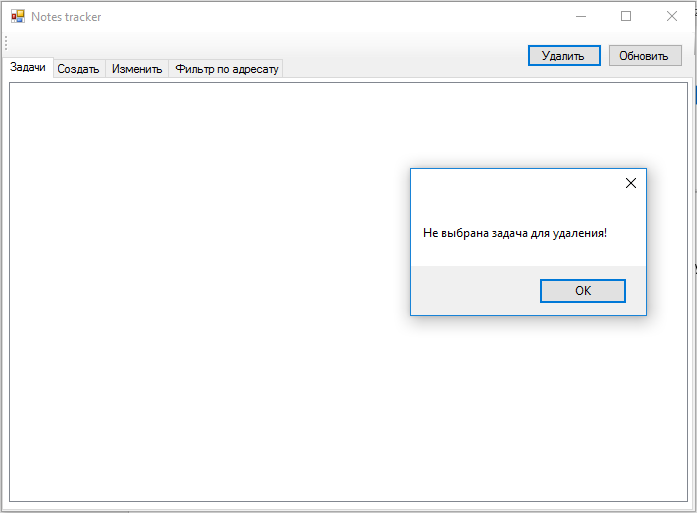 Notes tracker
Удалить Обновить
Задачи Создать Изменить Фильтр по адресату
Не выбрана задача для удаления!
OK